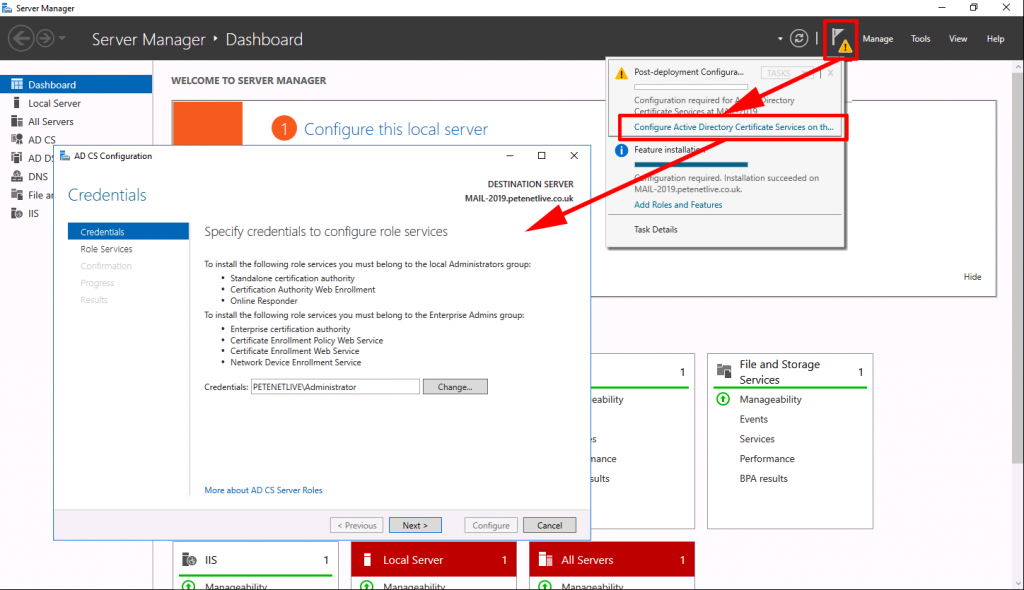 Server Manager
Server Manager • Dashboard
Manage
Tools
View
Help
Dashboard
Local Server
All Servers
AD CS
AD DS
DNS
File an
IIS
WELCOME TO SERVER MANAGER
1 Configure this local server
Post-deployment Configura...
TASKS
X
Configuration required for Active Directory
Certificate Services at MAIL-2019
Configure Active Directory Certificate Services on th...
Feature installation
Configuration required. Installation succeeded on
MAIL-2019.petenetlive.co.uk.
Add Roles and Features
Task Details
Hide
AD CS Configuration
Credentials
DESTINATION SERVER
MAIL-2019.petenetlive.co.uk
Credentials
Role Services
Confirmation
Progress
Results
Specify credentials to configure role services
To install the following role services you must belong to the local Administrators group:
• Standalone certification authority
• Certification Authority Web Enrollment
• Online Responder
To install the following role services you must belong to the Enterprise Admins group:
• Enterprise certification authority
• Certificate Enrollment Policy Web Service
• Certificate Enrollment Web Service
• Network Device Enrollment Service
Credentials: PETENETLIVE\Administrator Change...
More about AD CS Server Roles
< Previous
Next >
Configure
Cancel
1
eability
es
mance
sults
File and Storage
Services
1
Manageability
Events
Services
Performance
BPA results
IIS 1
Manageability
Local Server 1
Manageability
All Servers 1
Manageability